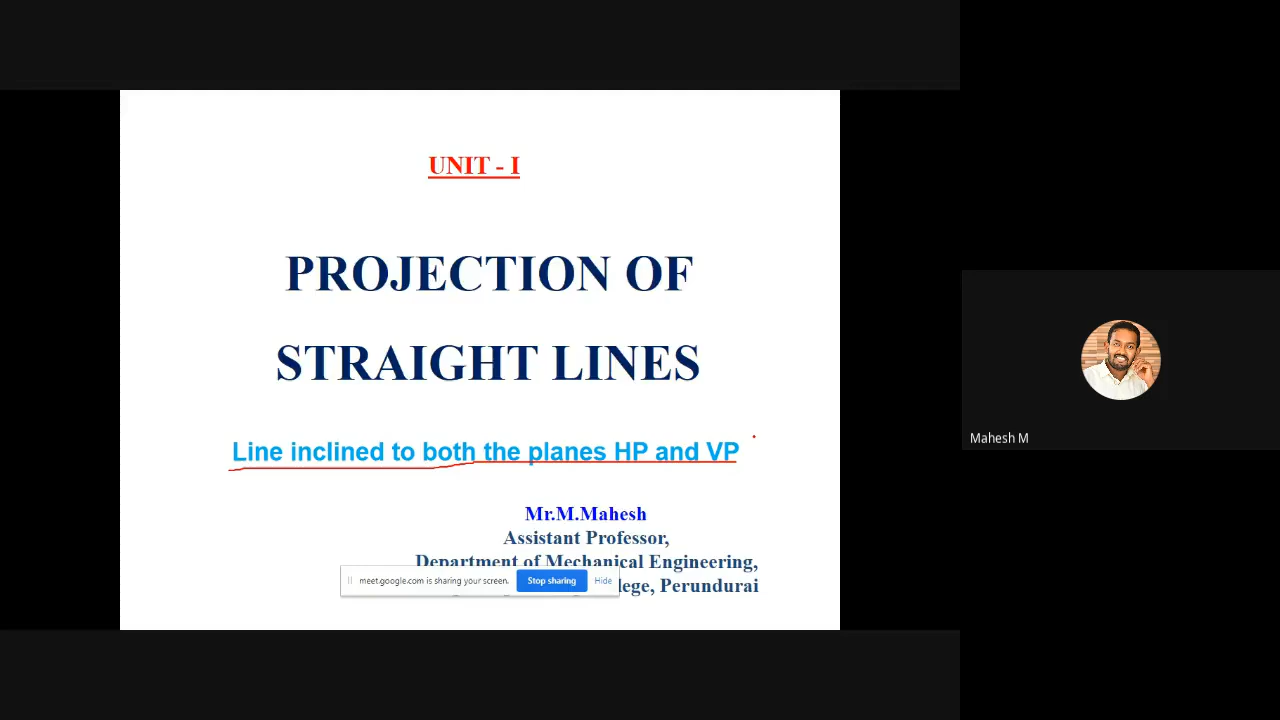 UNIT - I
PROJECTION OF
STRAIGHT LINES
Line inclined to both the planes HP and VP
Mr.M.Mahesh
Assistant Professor,
Department of Mechanical Engineering,
Perundurai
meet.google.com is sharing your screen.
Stop sharing
Hide
Mahesh M